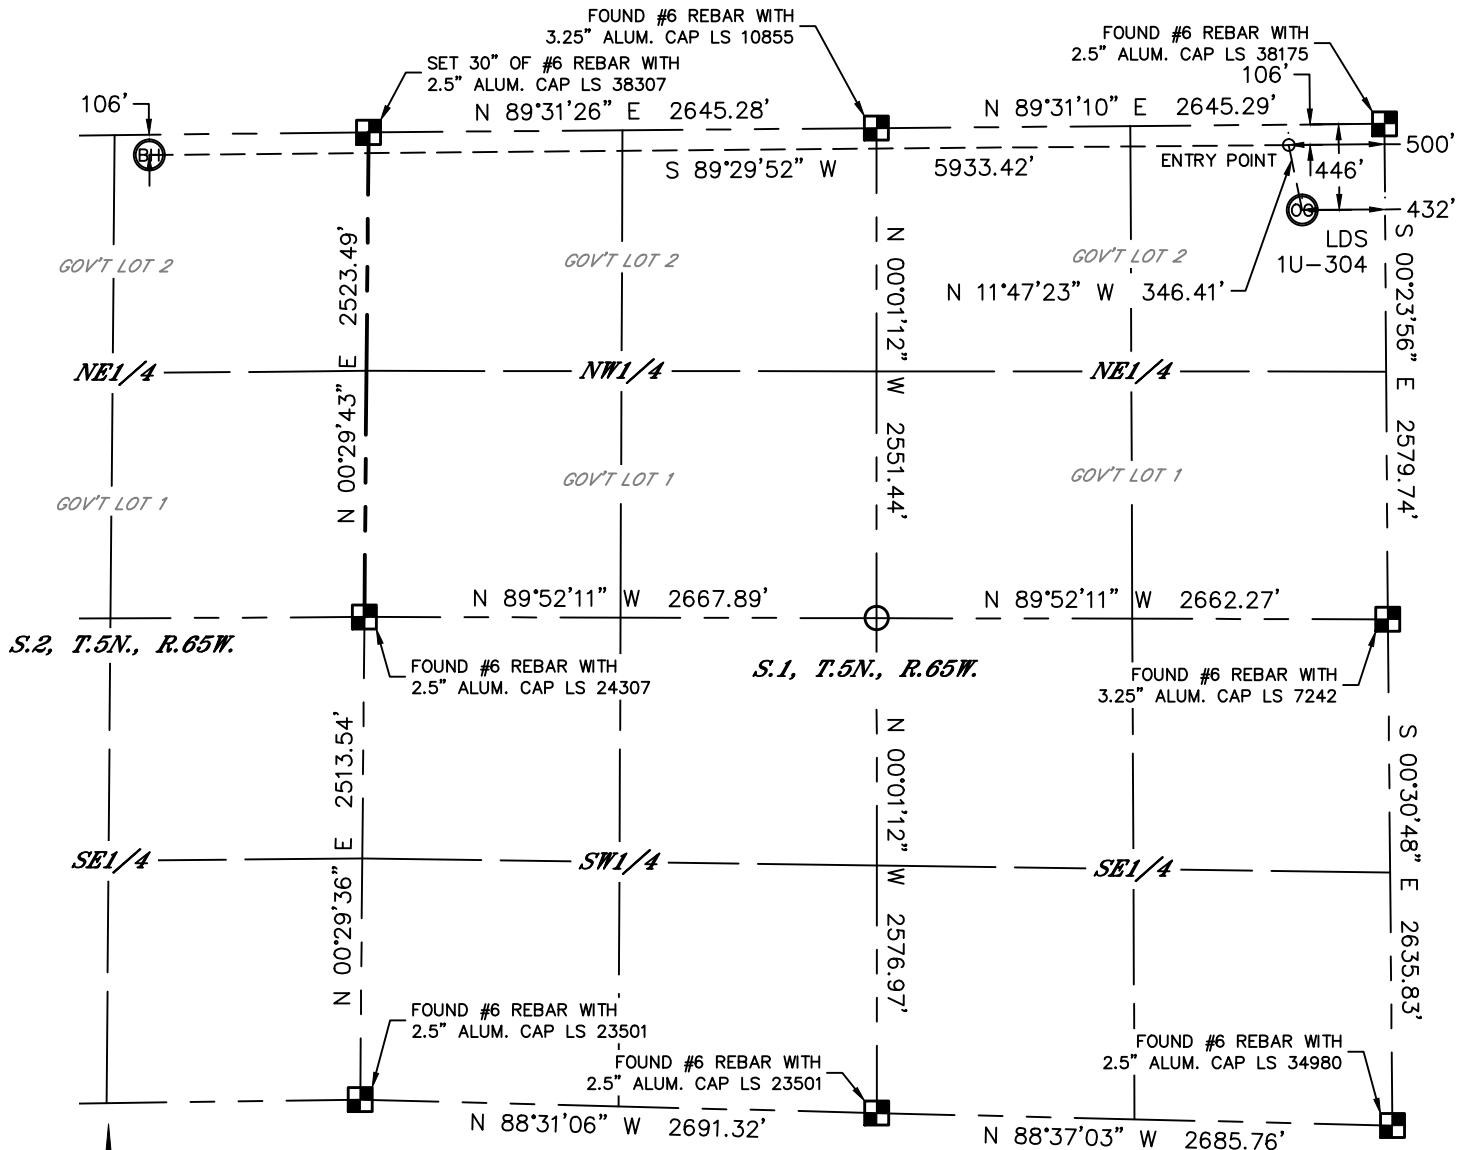 FOUND #6 REBAR WITH
3.25" ALUM. CAP LS 10855
FOUND #6 REBAR WITH
2.5" ALUM. CAP LS 38175
SET 30" OF #6 REBAR WITH
2.5" ALUM. CAP LS 38307
106'
106'
N 89°31'26" E 2645.28'
N 89°31'10" E 2645.29'
BH
S 89°29'52" W 5933.42'
ENTRY POINT
500'
446'
OG
432'
LDS
1U-304
N 11°47'23" W 346.41'
GOV'T LOT 2
GOV'T LOT 2
GOV'T LOT 2
N 00°29'43" E 2523.49'
N 00°01'12" W 2551.44'
S 00°23'56" E 2579.74'
NE1/4
NW1/4
NE1/4
GOV'T LOT 1
GOV'T LOT 1
GOV'T LOT 1
N 89°52'11" W 2667.89'
N 89°52'11" W 2662.27'
S.2, T.5N., R.65W.
S.1, T.5N., R.65W.
FOUND #6 REBAR WITH
2.5" ALUM. CAP LS 24307
FOUND #6 REBAR WITH
3.25" ALUM. CAP LS 7242
N 00°29'36" E 2513.54'
N 00°01'12" W 2576.97'
S 00°30'48" E 2635.83'
SE1/4
SW1/4
SE1/4
FOUND #6 REBAR WITH
2.5" ALUM. CAP LS 23501
FOUND #6 REBAR WITH
2.5" ALUM. CAP LS 23501
FOUND #6 REBAR WITH
2.5" ALUM. CAP LS 34980
N 88°31'06" W 2691.32'
N 88°37'03" W 2685.76'